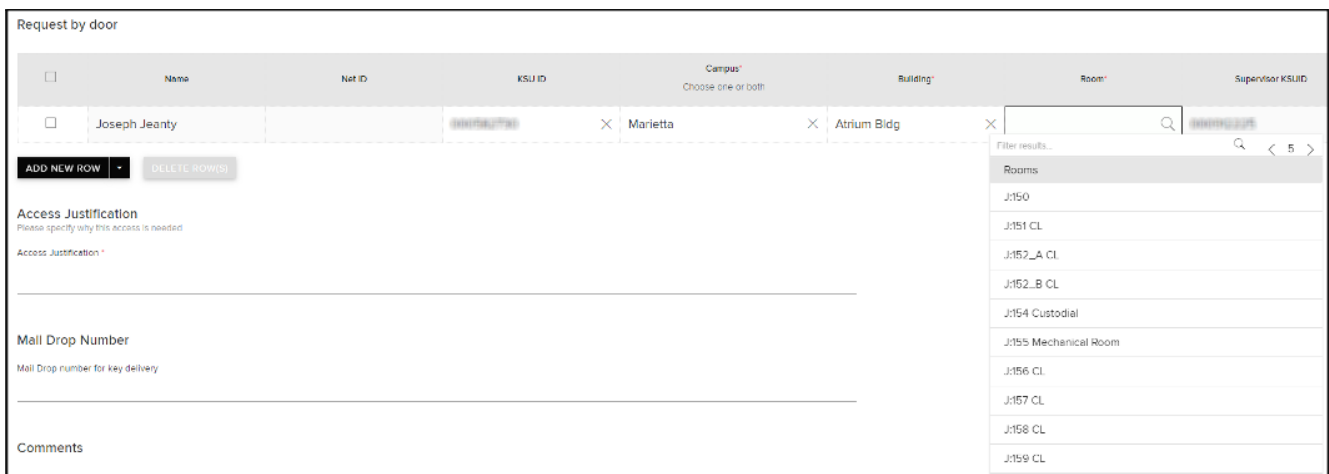 Request by door
Name Net ID KSU ID Campus* Building* Room* Supervisor KSUID
Choose one or both
Joseph Jeanty Marietta Atrium Bldg
Filter results... 5
ADD NEW ROW DELETE ROW(S)
Rooms
J:150
Access Justification
Please specify why this access is needed
J:151 CL
Access Justification *
J:152_A CL
J:152_B CL
J:154 Custodial
Mail Drop Number
J:155 Mechanical Room
Mail Drop number for key delivery
J:156 CL
J:157 CL
J:158 CL
Comments
J:159 CL